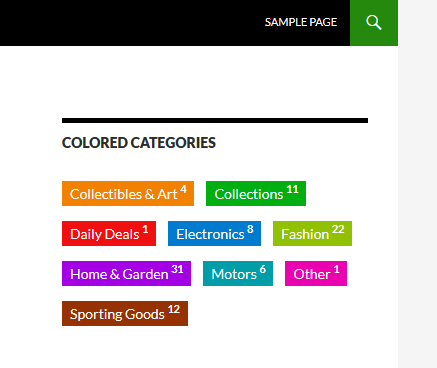 SAMPLE PAGE
COLORED CATEGORIES
Collectibles & Art 4 Collections 11
Daily Deals 1 Electronics 8 Fashion 22
Home & Garden 31 Motors 6 Other 1
Sporting Goods 12